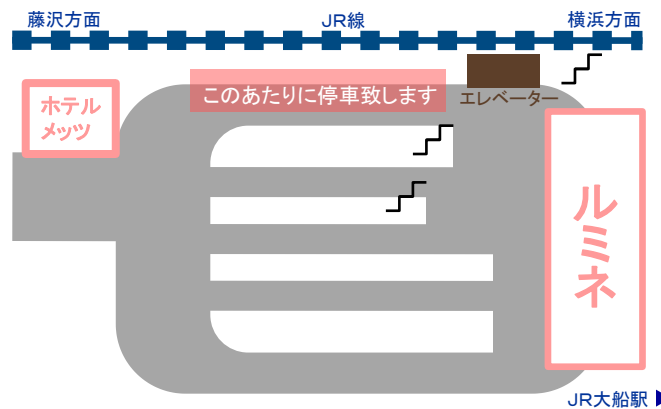 藤沢方面
JR線
横浜方面
このあたりに停車致します
エレベーター
ホテル
メッツ
ルミネ
JR大船駅